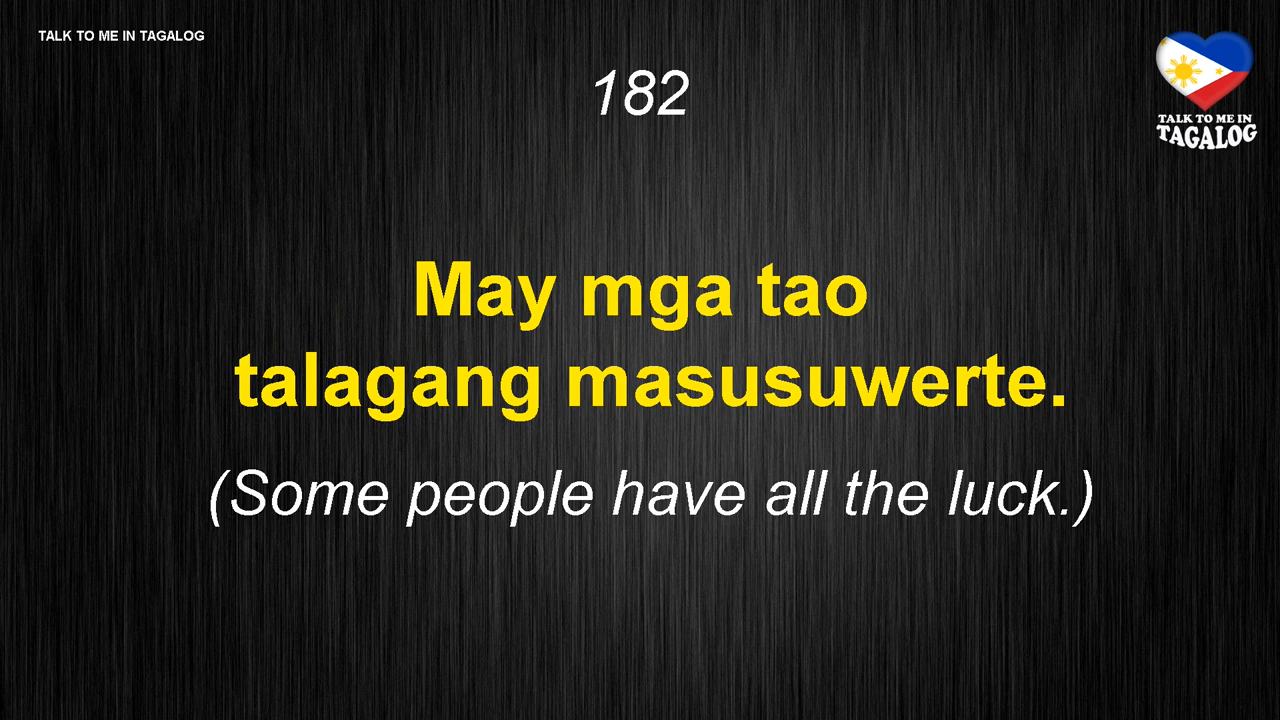 TALK TO ME IN TAGALOG
182
TALK TO ME IN
TAGALOG
May mga tao
talagang masusuwerte.
(Some people have all the luck.)